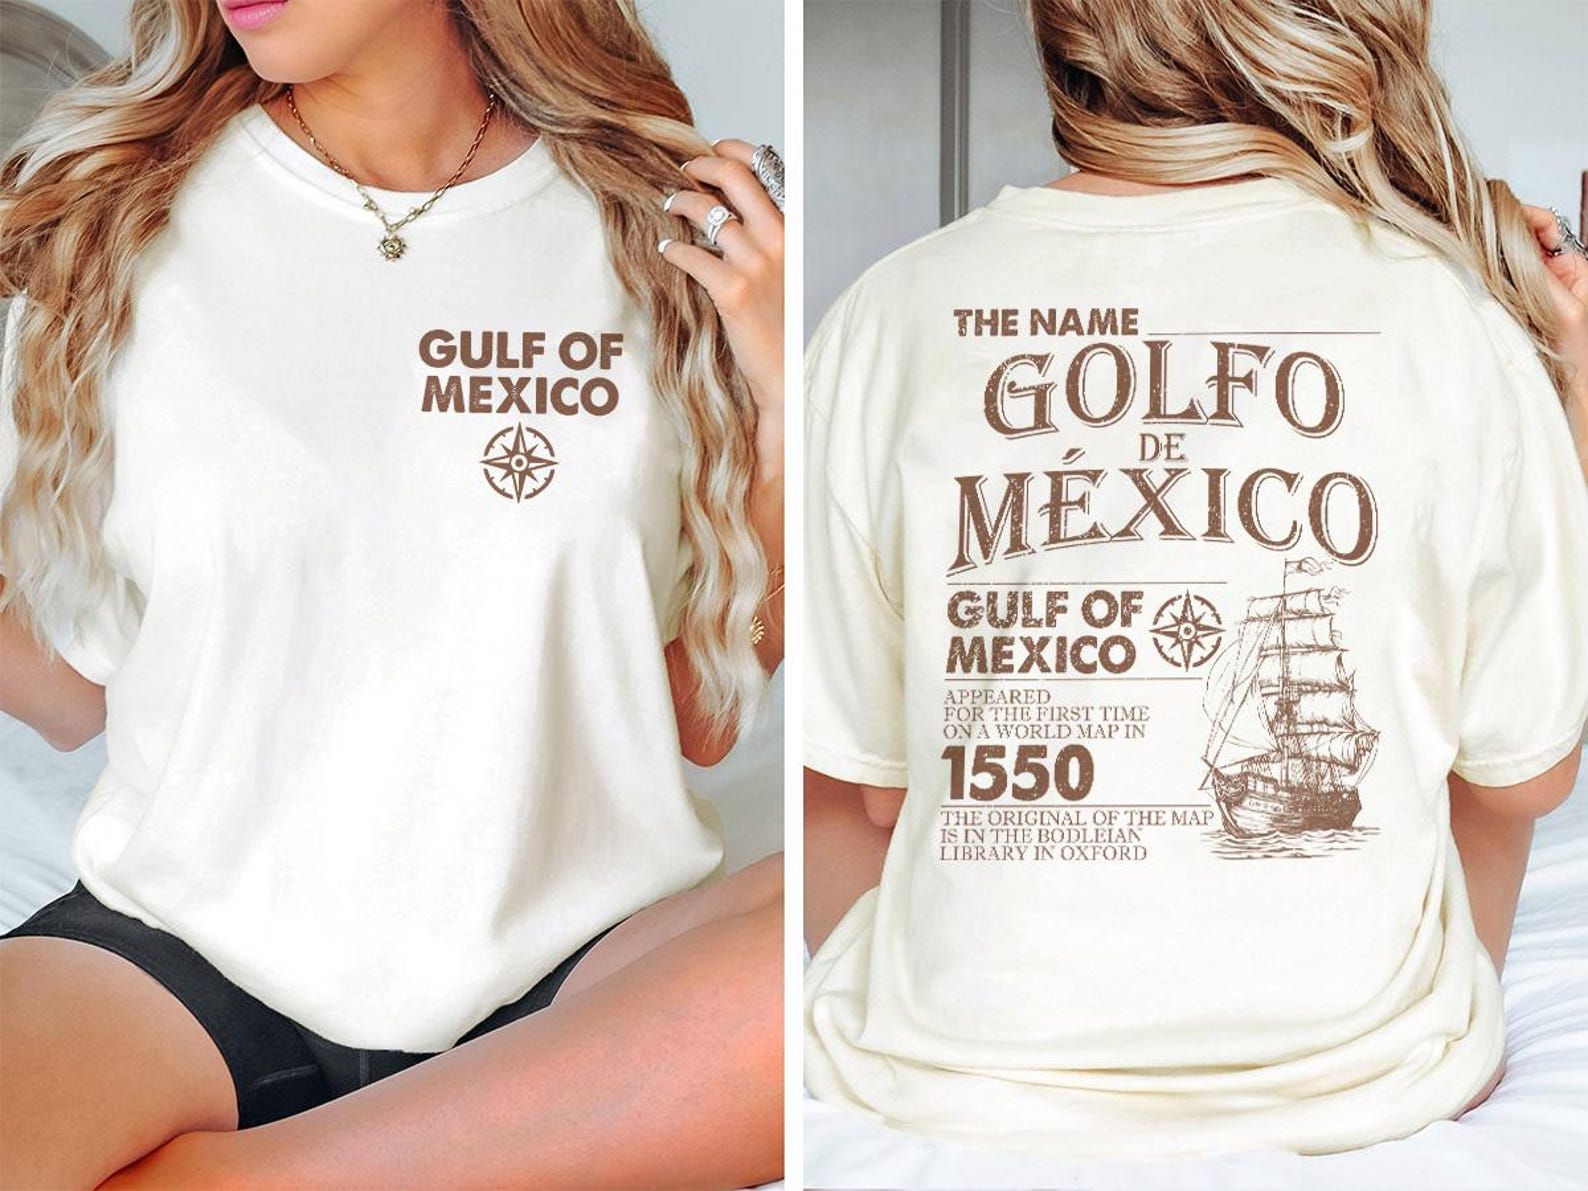 GULF OF
MEXICO
THE NAME
GOLFO
DE
MÉXICO
GULF OF
MEXICO
APPEARED
FOR THE FIRST TIME
ON A WORLD MAP IN
1550
THE ORIGINAL OF THE MAP
IS IN THE BODLEIAN
LIBRARY IN OXFORD